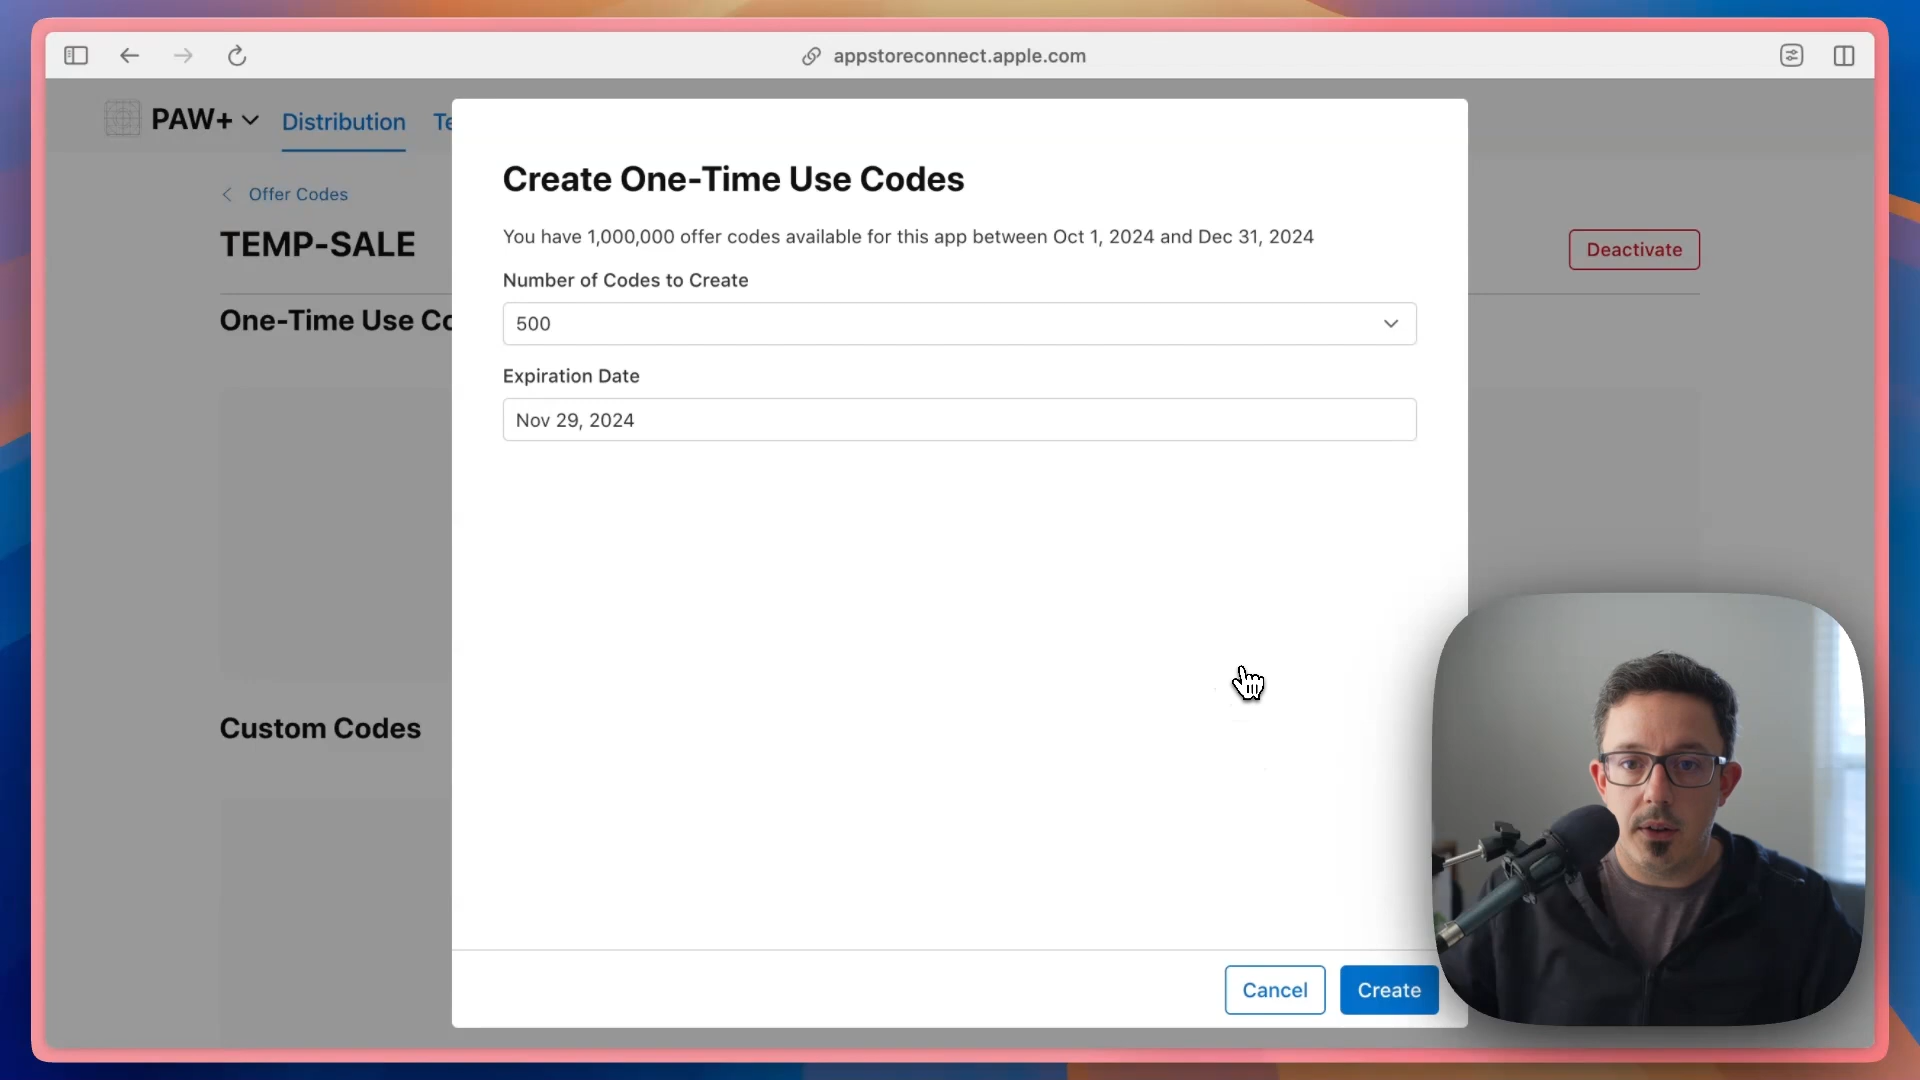 appstoreconnect.apple.com
PAW+
Distribution
Te
Offer Codes
TEMP-SALE
Deactivate
One-Time Use Co
Custom Codes
Create One-Time Use Codes
You have 1,000,000 offer codes available for this app between Oct 1, 2024 and Dec 31, 2024
Number of Codes to Create
500
Expiration Date
Nov 29, 2024
Cancel
Create